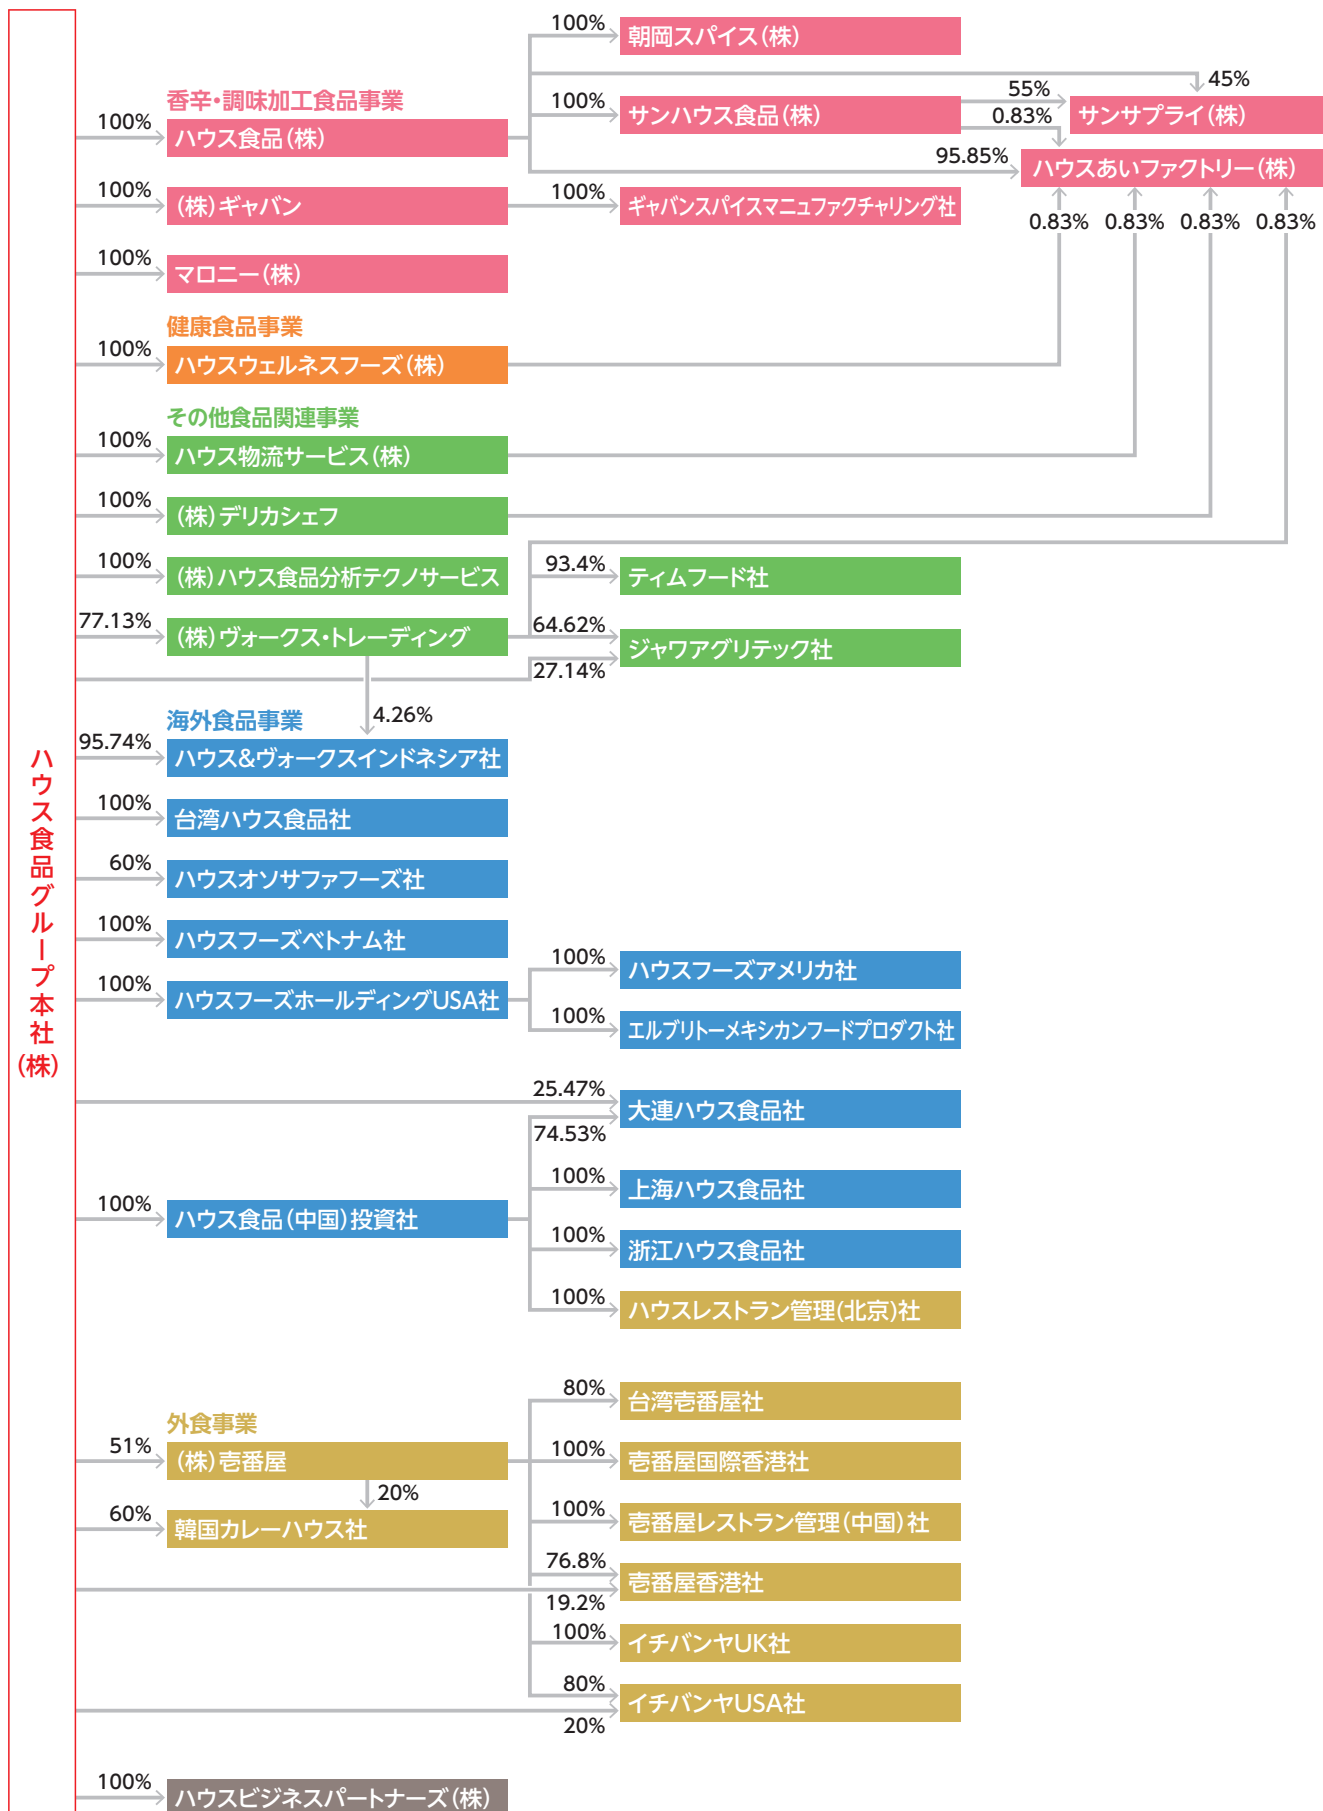 ハウス食品グループ本社(株)
100%
朝岡スパイス(株)
45%
香辛・調味加工食品事業
100%
ハウス食品(株)
100%
サンハウス食品(株)
55%
0.83%
サンサプライ(株)
95.85%
ハウスあいファクトリー(株)
100%
(株)ギャバン
100%
ギャバンスパイスマニュファクチャリング社
0.83%
0.83%
0.83%
0.83%
100%
マロニー(株)
健康食品事業
100%
ハウスウェルネスフーズ(株)
その他食品関連事業
100%
ハウス物流サービス(株)
100%
(株)デリカシェフ
100%
(株)ハウス食品分析テクノサービス
93.4%
ティムフード社
77.13%
(株)ヴォークス・トレーディング
64.62%
ジャワアグリテック社
27.14%
4.26%
海外食品事業
95.74%
ハウス&ヴォークスインドネシア社
100%
台湾ハウス食品社
60%
ハウスオソサファフーズ社
100%
ハウスフーズベトナム社
100%
ハウスフーズホールディングUSA社
100%
ハウスフーズアメリカ社
100%
エルブリトーメキシカンフードプロダクト社
25.47%
大連ハウス食品社
74.53%
100%
上海ハウス食品社
100%
ハウス食品(中国)投資社
100%
浙江ハウス食品社
100%
ハウスレストラン管理(北京)社
80%
台湾壱番屋社
外食事業
51%
(株)壱番屋
100%
壱番屋国際香港社
20%
60%
韓国カレーハウス社
100%
壱番屋レストラン管理(中国)社
76.8%
壱番屋香港社
19.2%
100%
イチバンヤUK社
80%
イチバンヤUSA社
20%
100%
ハウスビジネスパートナーズ(株)